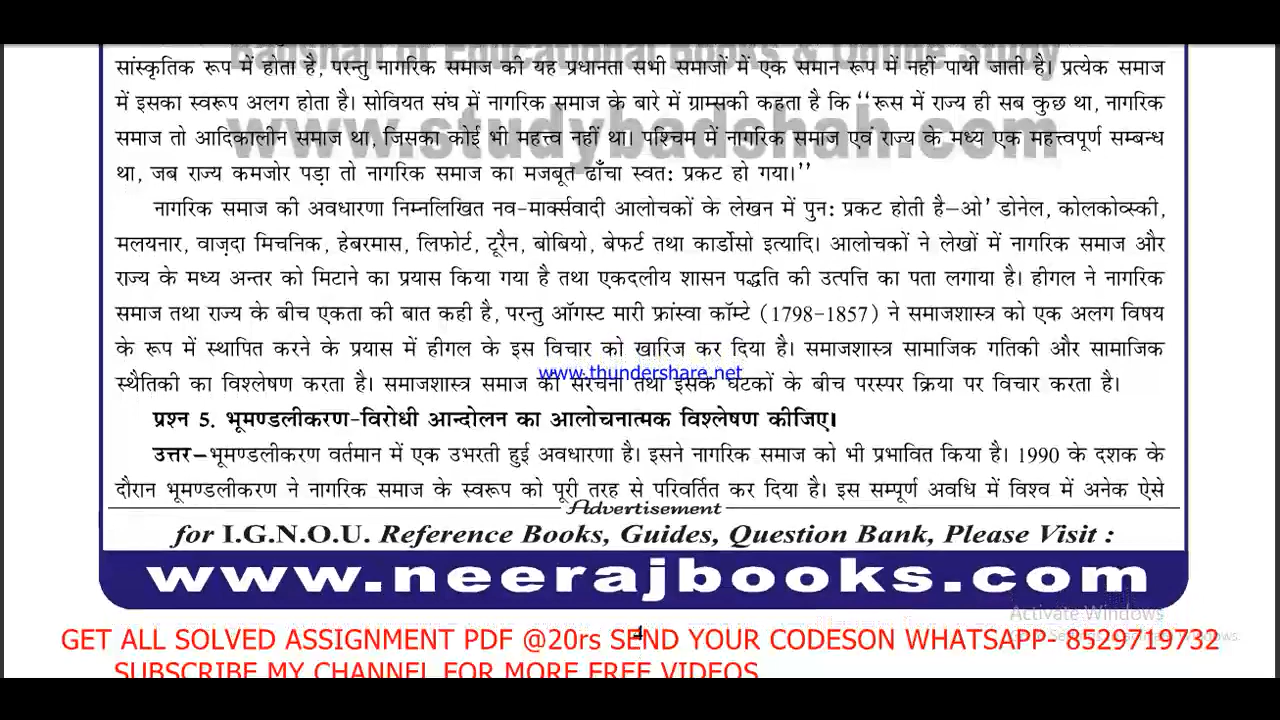 Badshah of Educational Books & Online Study
सांस्कृतिक रूप में होता है, परन्तु नागरिक समाज की यह प्रधानता सभी समाजों में एक समान रूप में नहीं पायी जाती है। प्रत्येक समाज
में इसका स्वरूप अलग होता है। सोवियत संघ में नागरिक समाज के बारे में ग्राम्सकी कहता है कि ‘‘रूस में राज्य ही सब कुछ था, नागरिक
www.studybadshah.com
समाज तो आदिकालीन समाज था, जिसका कोई भी महत्त्व नहीं था। पश्चिम में नागरिक समाज एवं राज्य के मध्य एक महत्त्वपूर्ण सम्बन्ध
था, जब राज्य कमजोर पड़ा तो नागरिक समाज का मजबूत ढाँचा स्वत: प्रकट हो गया।’’
नागरिक समाज की अवधारणा निम्नलिखित नव-मार्क्सवादी आलोचकों के लेखन में पुन: प्रकट होती है–ओ’ डोनेल, कोलकोव्स्की,
मलयनार, वाज़दा मिचनिक, हेबरमास, लिफोर्ट, टूरैन, बोबियो, बेफर्ट तथा कार्डोसो इत्यादि। आलोचकों ने लेखों में नागरिक समाज और
राज्य के मध्य अन्तर को मिटाने का प्रयास किया गया है तथा एकदलीय शासन पद्धति की उत्पत्ति का पता लगाया है। हीगल ने नागरिक
समाज तथा राज्य के बीच एकता की बात कही है, परन्तु ऑगस्ट मारी फ्रांस्वा कॉम्टे (1798-1857) ने समाजशास्त्र को एक अलग विषय
के रूप में स्थापित करने के प्रयास में हीगल के इस विचार को खारिज कर दिया है। समाजशास्त्र सामाजिक गतिकी और सामाजिक
www.thundershare.net
स्थैतिकी का विश्लेषण करता है। समाजशास्त्र समाज की संरचना तथा इसके घटकों के बीच परस्पर क्रिया पर विचार करता है।
प्रश्न 5. भूमण्डलीकरण-विरोधी आन्दोलन का आलोचनात्मक विश्लेषण कीजिए।
उत्तर–भूमण्डलीकरण वर्तमान में एक उभरती हुई अवधारणा है। इसने नागरिक समाज को भी प्रभावित किया है। 1990 के दशक के
दौरान भूमण्डलीकरण ने नागरिक समाज के स्वरूप को पूरी तरह से परिवर्तित कर दिया है। इस सम्पूर्ण अवधि में विश्व में अनेक ऐसे
Advertisement
for I.G.N.O.U. Reference Books, Guides, Question Bank, Please Visit :
www.neerajbooks.com
Activate Windows
4
GET ALL SOLVED ASSIGNMENT PDF @20rs SEND YOUR CODESON WHATSAPP- 8529719732
SUBSCRIBE MY CHANNEL FOR MORE FREE VIDEOS